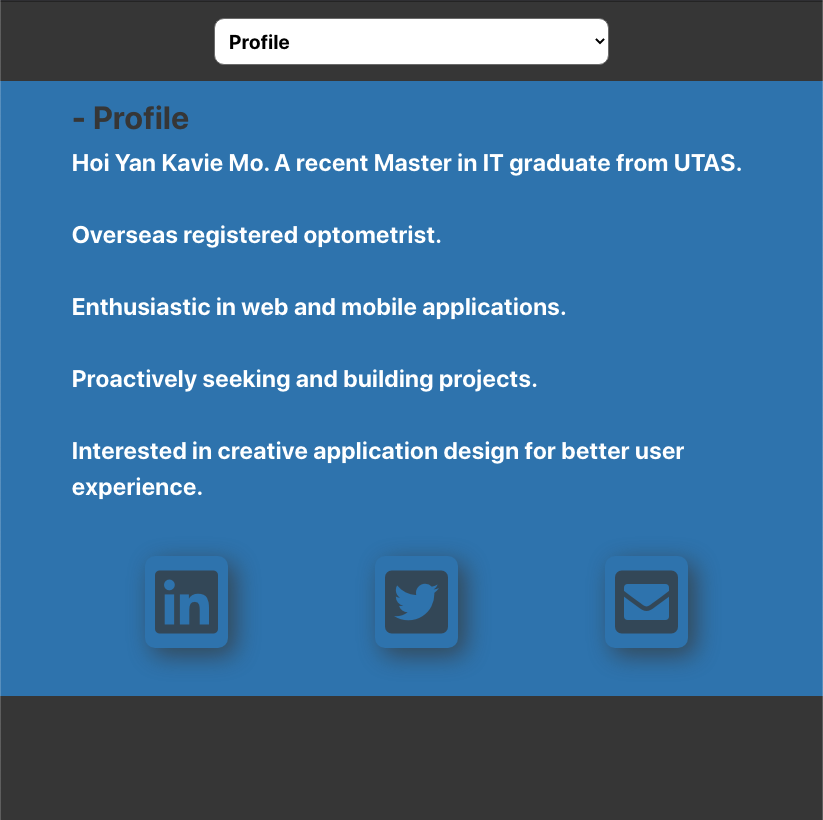 Profile
- Profile
Hoi Yan Kavie Mo. A recent Master in IT graduate from UTAS.
Overseas registered optometrist.
Enthusiastic in web and mobile applications.
Proactively seeking and building projects.
Interested in creative application design for better user
experience.
in